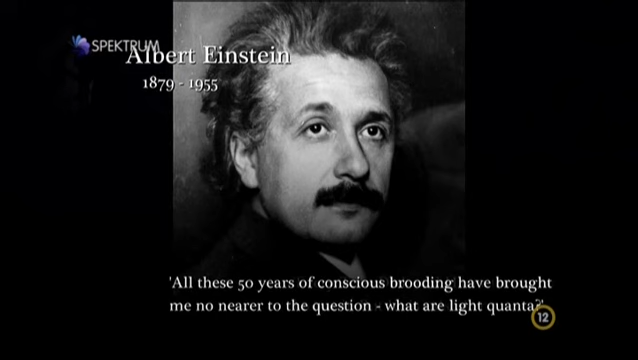 SPEKTRUM
Albert Einstein
1879 - 1955
'All these 50 years of conscious brooding have brought
me no nearer to the question - what are light quanta?'
12